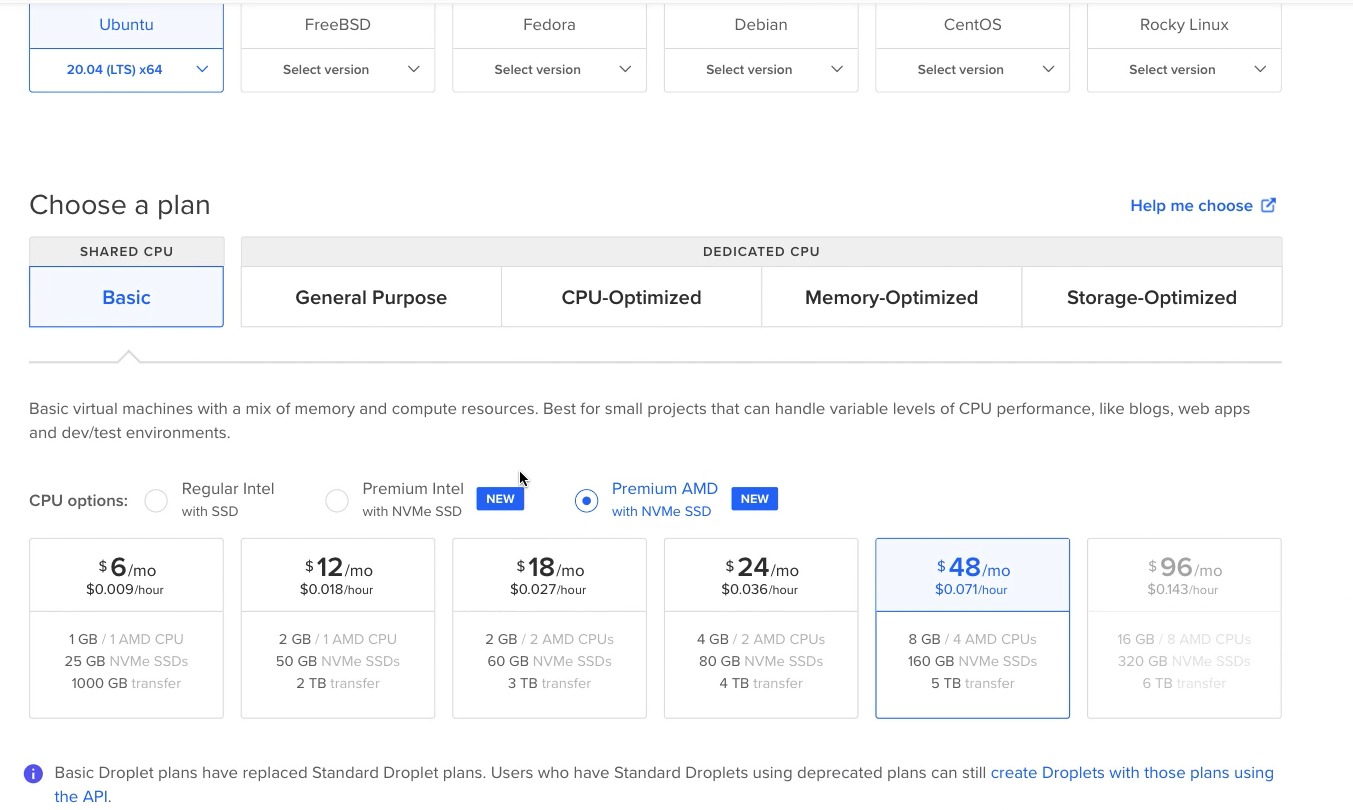 Ubuntu FreeBSD Fedora Debian CentOS Rocky Linux
20.04 (LTS) x64 Select version Select version Select version Select version Select version
Choose a plan Help me choose
SHARED CPU DEDICATED CPU
Basic General Purpose CPU-Optimized Memory-Optimized Storage-Optimized
Basic virtual machines with a mix of memory and compute resources. Best for small projects that can handle variable levels of CPU performance, like blogs, web apps
and dev/test environments.
CPU options: Regular Intel Premium Intel NEW Premium AMD NEW
with SSD with NVMe SSD with NVMe SSD
$ 6/mo $ 12/mo $ 18/mo $ 24/mo $ 48/mo $ 96/mo
$0.009/hour $0.018/hour $0.027/hour $0.036/hour $0.071/hour $0.143/hour
1 GB / 1 AMD CPU 2 GB / 1 AMD CPU 2 GB / 2 AMD CPUs 4 GB / 2 AMD CPUs 8 GB / 4 AMD CPUs 16 GB / 8 AMD CPUs
25 GB NVMe SSDs 50 GB NVMe SSDs 60 GB NVMe SSDs 80 GB NVMe SSDs 160 GB NVMe SSDs 320 GB NVMe SSDs
1000 GB transfer 2 TB transfer 3 TB transfer 4 TB transfer 5 TB transfer 6 TB transfer
Basic Droplet plans have replaced Standard Droplet plans. Users who have Standard Droplets using deprecated plans can still create Droplets with those plans using
the API.